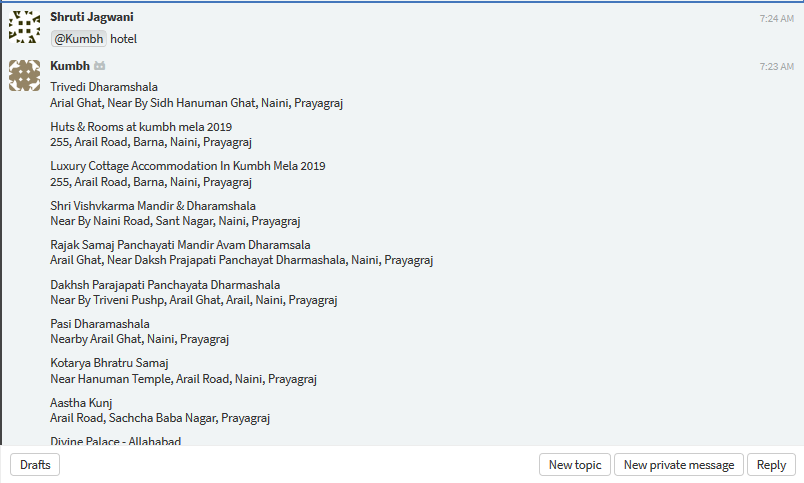 Shruti Jagwani
7:24 AM
@Kumbh hotel
Kumbh
7:23 AM
Trivedi Dharamshala
Arial Ghat, Near By Sidh Hanuman Ghat, Naini, Prayagraj
Huts & Rooms at kumbh mela 2019
255, Arail Road, Barna, Naini, Prayagraj
Luxury Cottage Accommodation In Kumbh Mela 2019
255, Arail Road, Barna, Naini, Prayagraj
Shri Vishvkarma Mandir & Dharamshala
Near By Naini Road, Sant Nagar, Naini, Prayagraj
Rajak Samaj Panchayati Mandir Avam Dharamsala
Arail Ghat, Near Daksh Prajapati Panchayat Dharmashala, Naini, Prayagraj
Dakhsh Parajapati Panchayata Dharmashala
Near By Triveni Pushp, Arail Ghat, Arail, Naini, Prayagraj
Pasi Dharamashala
Nearby Arail Ghat, Naini, Prayagraj
Kotarya Bhratru Samaj
Near Hanuman Temple, Arail Road, Naini, Prayagraj
Aastha Kunj
Arail Road, Sachcha Baba Nagar, Prayagraj
Divine Palace - Allahabad
Drafts
New topic
New private message
Reply